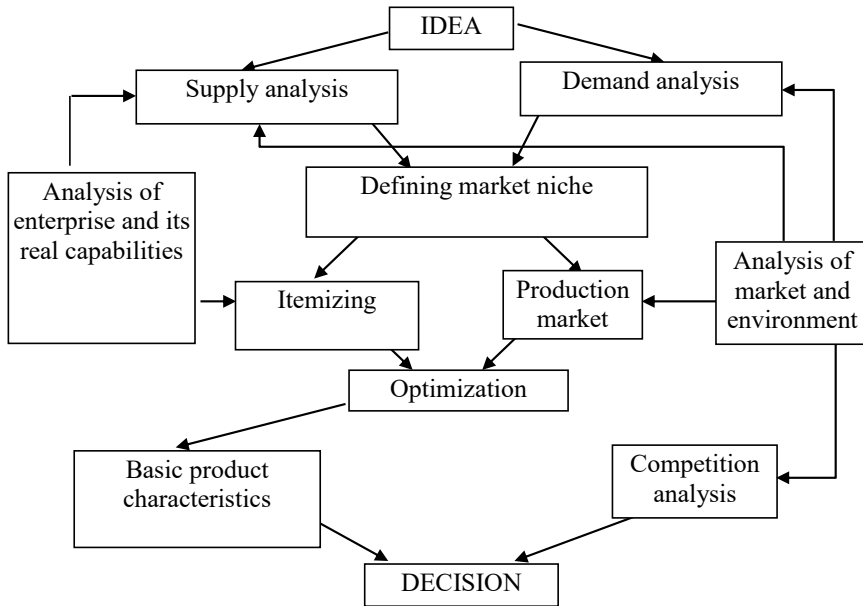 IDEA
Supply analysis
Demand analysis
Defining market niche
Analysis of
enterprise and its
real capabilities
Itemizing
Production
market
Analysis of
market and
environment
Optimization
Basic product
characteristics
Competition
analysis
DECISION